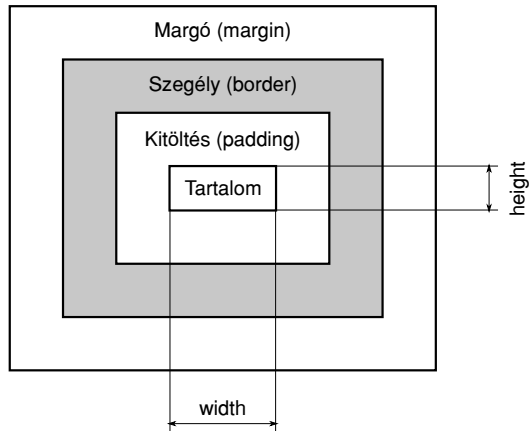 Margó (margin)
Szegély (border)
Kitöltés (padding)
Tartalom
height
width